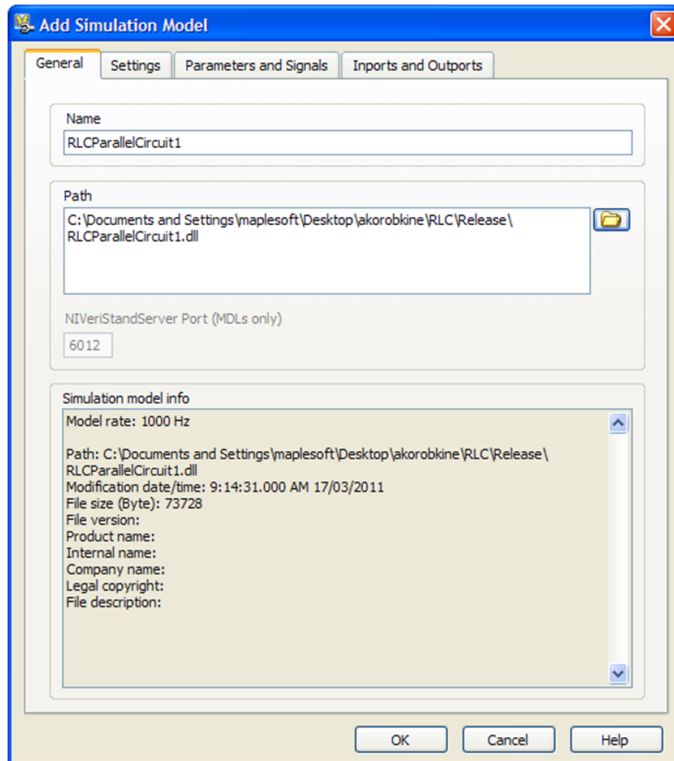 Add Simulation Model
General
Settings
Parameters and Signals
Inports and Outports
Name
RLCParallelCircuit1
Path
C:\Documents and Settings\maplesoft\Desktop\akorobkine\RLC\Release\
RLCParallelCircuit1.dll
NIVeriStandServer Port (MDLs only)
6012
Simulation model info
Model rate: 1000 Hz
Path: C:\Documents and Settings\maplesoft\Desktop\akorobkine\RLC\Release\
RLCParallelCircuit1.dll
Modification date/time: 9:14:31.000 AM 17/03/2011
File size (Byte): 73728
File version:
Product name:
Internal name:
Company name:
Legal copyright:
File description:
OK
Cancel
Help